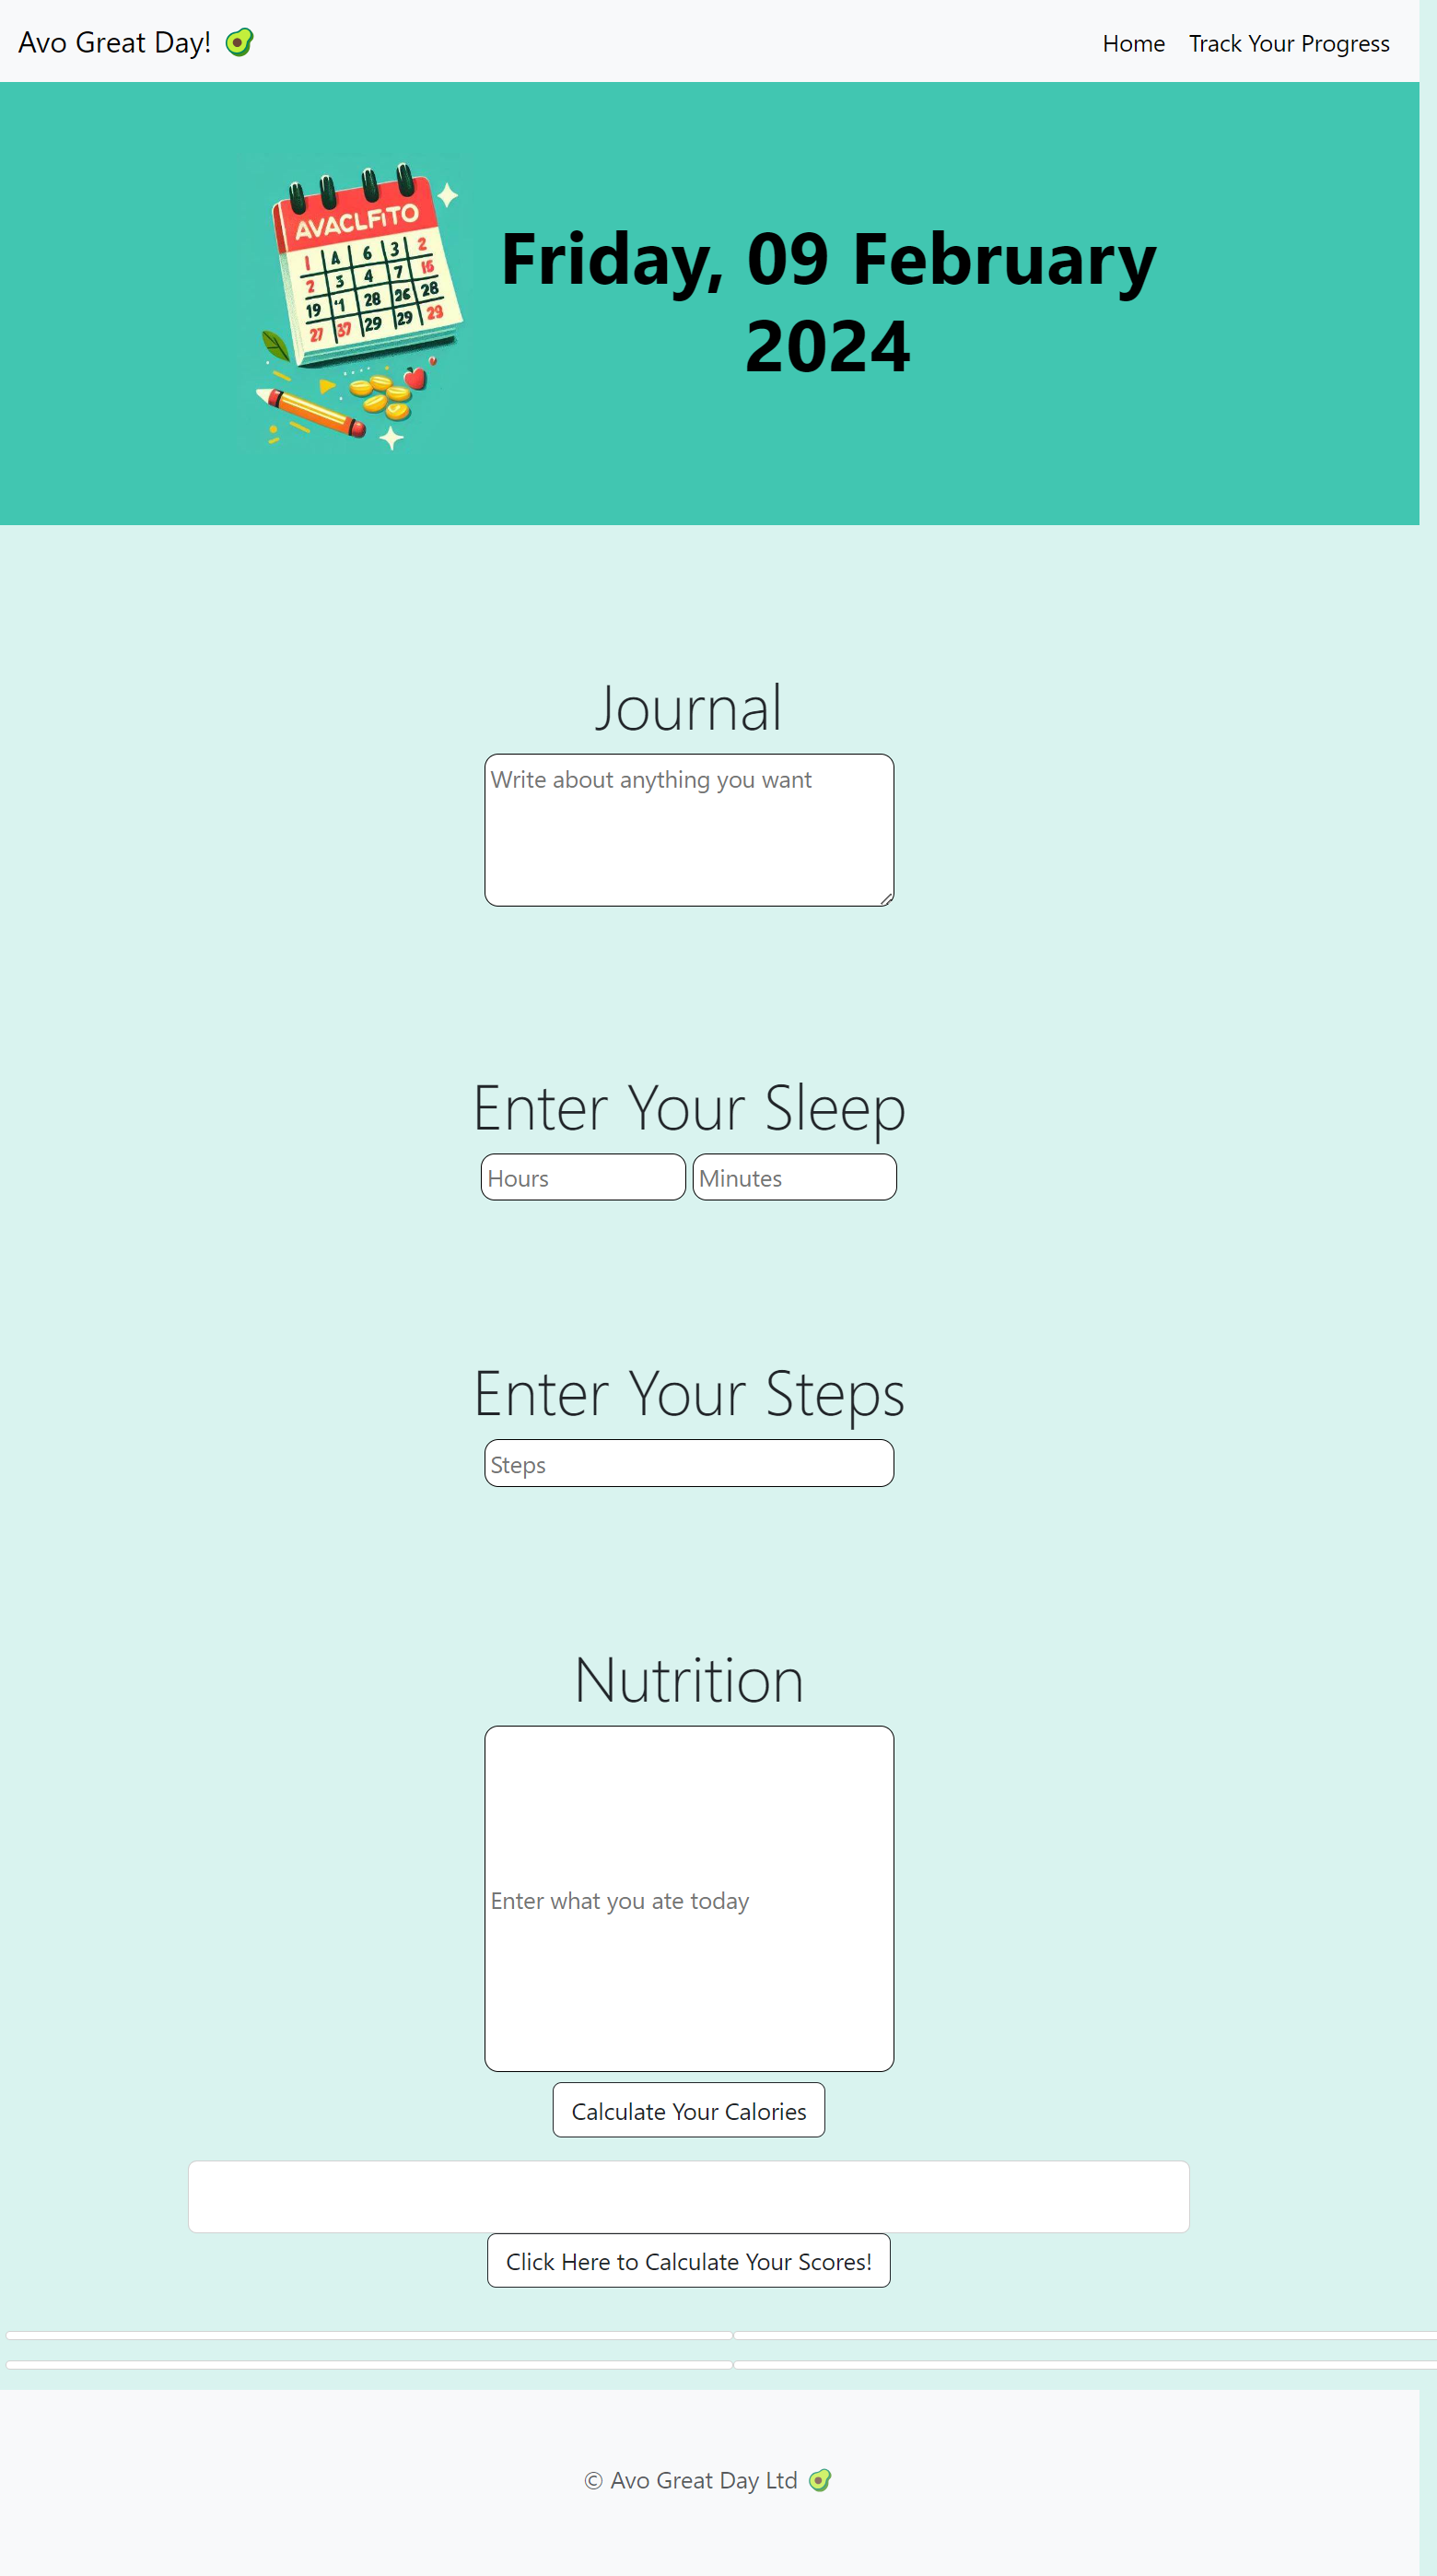 Avo Great Day! 🥑
Home Track Your Progress
AVACLFiTO
1 A 6 3 2
2 3 4 7 16
19 '1 28 26 28
27 37 29 29 29
Friday, 09 February
2024
Journal
Write about anything you want
Enter Your Sleep
Hours Minutes
Enter Your Steps
Steps
Nutrition
Enter what you ate today
Calculate Your Calories
Click Here to Calculate Your Scores!
© Avo Great Day Ltd 🥑